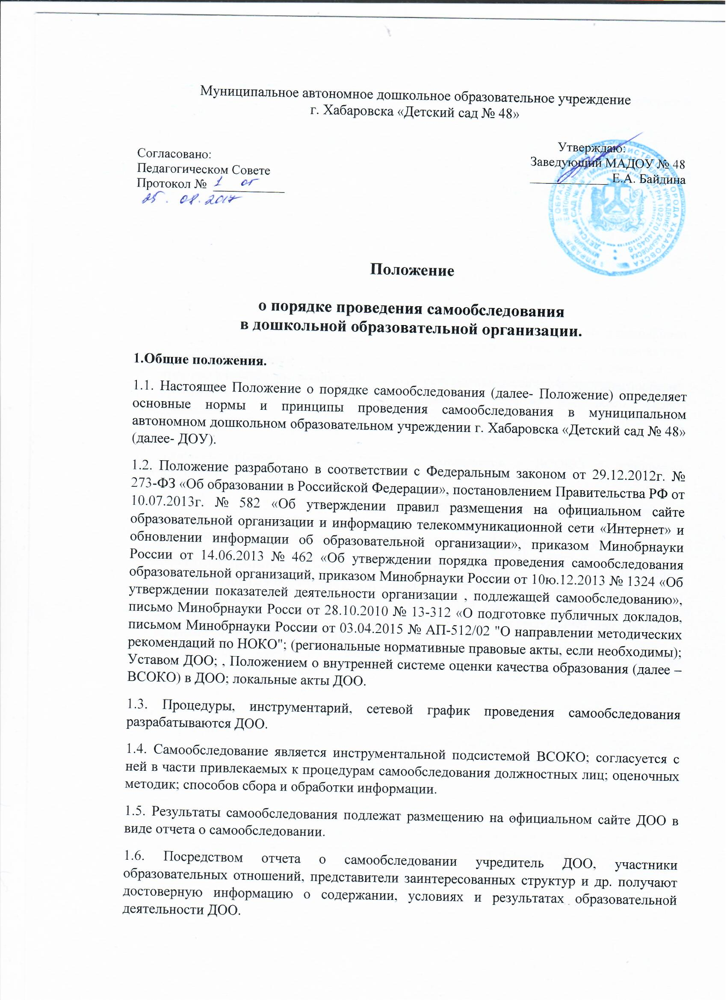 Муниципальное автономное дошкольное образовательное учреждение
г. Хабаровска «Детский сад № 48»
Согласовано:
Педагогическом Совете
Протокол № 1 от
25. 08.2017
Утверждаю:
Заведующий МАДОУ № 48
____________ Е.А. Байдина
Положение
о порядке проведения самообследования
в дошкольной образовательной организации.
1.Общие положения.
1.1. Настоящее Положение о порядке самообследования (далее- Положение) определяет
основные нормы и принципы проведения самообследования в муниципальном
автономном дошкольном образовательном учреждении г. Хабаровска «Детский сад № 48»
(далее- ДОУ).
1.2. Положение разработано в соответствии с Федеральным законом от 29.12.2012г. №
273-ФЗ «Об образовании в Российской Федерации», постановлением Правительства РФ от
10.07.2013г. № 582 «Об утверждении правил размещения на официальном сайте
образовательной организации и информацию телекоммуникационной сети «Интернет» и
обновлении информации об образовательной организации», приказом Минобрнауки
России от 14.06.2013 № 462 «Об утверждении порядка проведения самообследования
образовательной организаций, приказом Минобрнауки России от 10ю.12.2013 № 1324 «Об
утверждении показателей деятельности организации , подлежащей самообследованию»,
письмо Минобрнауки Росси от 28.10.2010 № 13-312 «О подготовке публичных докладов,
письмом Минобрнауки России от 03.04.2015 № АП-512/02 "О направлении методических
рекомендаций по НОКО"; (региональные нормативные правовые акты, если необходимы);
Уставом ДОО; , Положением о внутренней системе оценки качества образования (далее –
ВСОКО) в ДОО; локальные акты ДОО.
1.3. Процедуры, инструментарий, сетевой график проведения самообследования
разрабатываются ДОО.
1.4. Самообследование является инструментальной подсистемой ВСОКО; согласуется с
ней в части привлекаемых к процедурам самообследования должностных лиц; оценочных
методик; способов сбора и обработки информации.
1.5. Результаты самообследования подлежат размещению на официальном сайте ДОО в
виде отчета о самообследовании.
1.6. Посредством отчета о самообследовании учредитель ДОО, участники
образовательных отношений, представители заинтересованных структур и др. получают
достоверную информацию о содержании, условиях и результатах образовательной
деятельности ДОО.